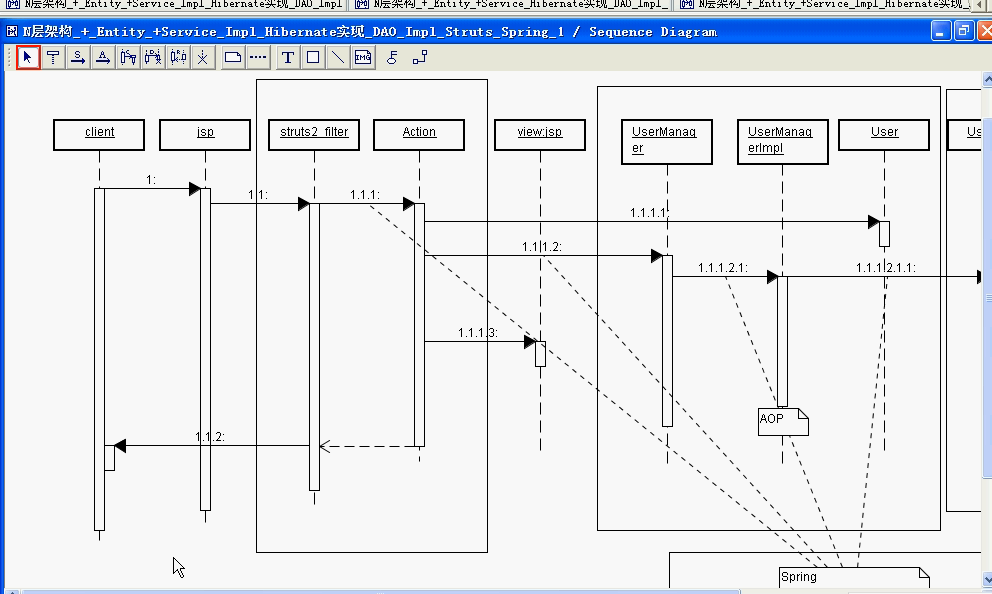 N层架构_+_Entity_+Service_Impl_Hibernate实现_DAO_Impl N层架构_+_Entity_+Service_Impl_Hibernate实现_DAO_Impl_ N层架构_+_Entity_+Service_Impl_Hibernate实现_
N层架构_+_Entity_+Service_Impl_Hibernate实现_DAO_Impl_Struts_Spring_1 / Sequence Diagram
S A T IMG
client jsp struts2_filter Action view:jsp UserManag UserManag User Us
er erImpl
1:
1.1: 1.1.1:
1.1.1.1:
1.1.1.2:
1.1.1.2.1: 1.1.1.2.1.1:
1.1.1.3:
AOP
1.1.2:
Spring